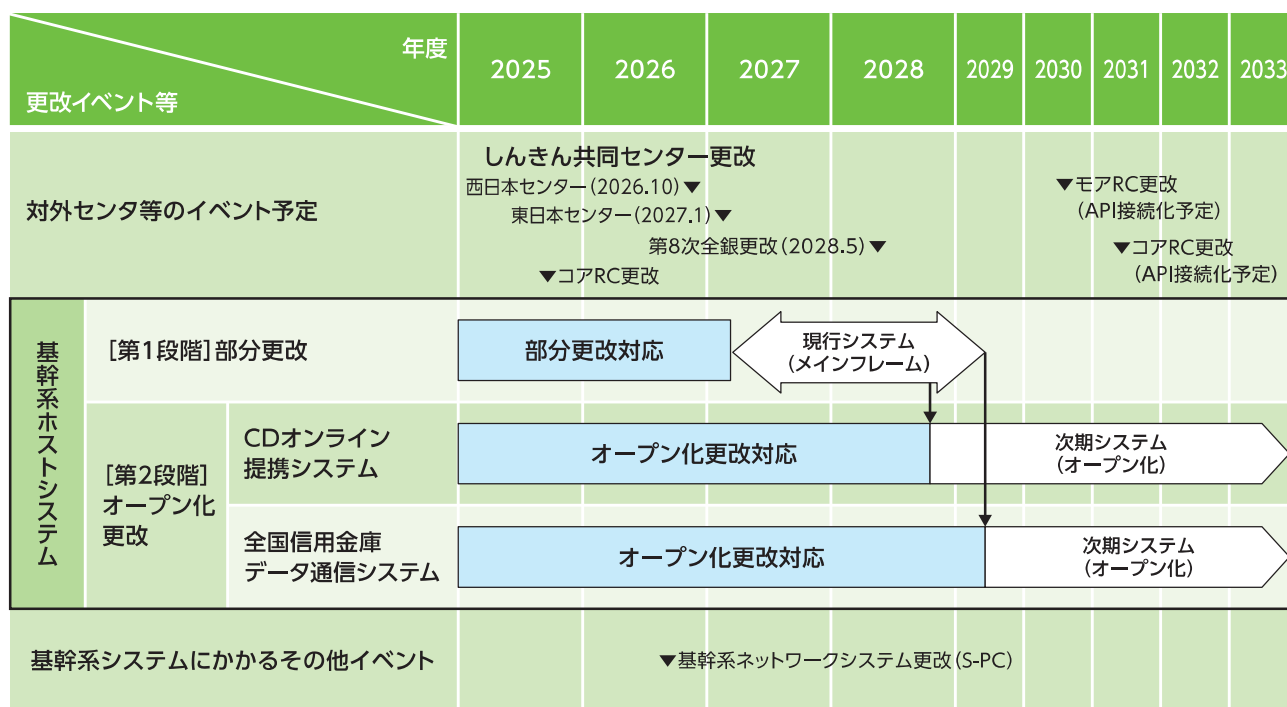 年度
更改イベント等
2025
2026
2027
2028
2029
2030
2031
2032
2033
対外センタ等のイベント予定
しんきん共同センター更改
西日本センター(2026.10)▼
東日本センター(2027.1)▼
第8次全銀更改(2028.5)▼
▼コアRC更改
▼モアRC更改
(API接続化予定)
▼コアRC更改
(API接続化予定)
基幹系ホストシステム
[第1段階]部分更改
部分更改対応
現行システム
(メインフレーム)
[第2段階]
オープン化
更改
CDオンライン
提携システム
オープン化更改対応
次期システム
(オープン化)
全国信用金庫
データ通信システム
オープン化更改対応
次期システム
(オープン化)
基幹系システムにかかるその他イベント
▼基幹系ネットワークシステム更改(S-PC)